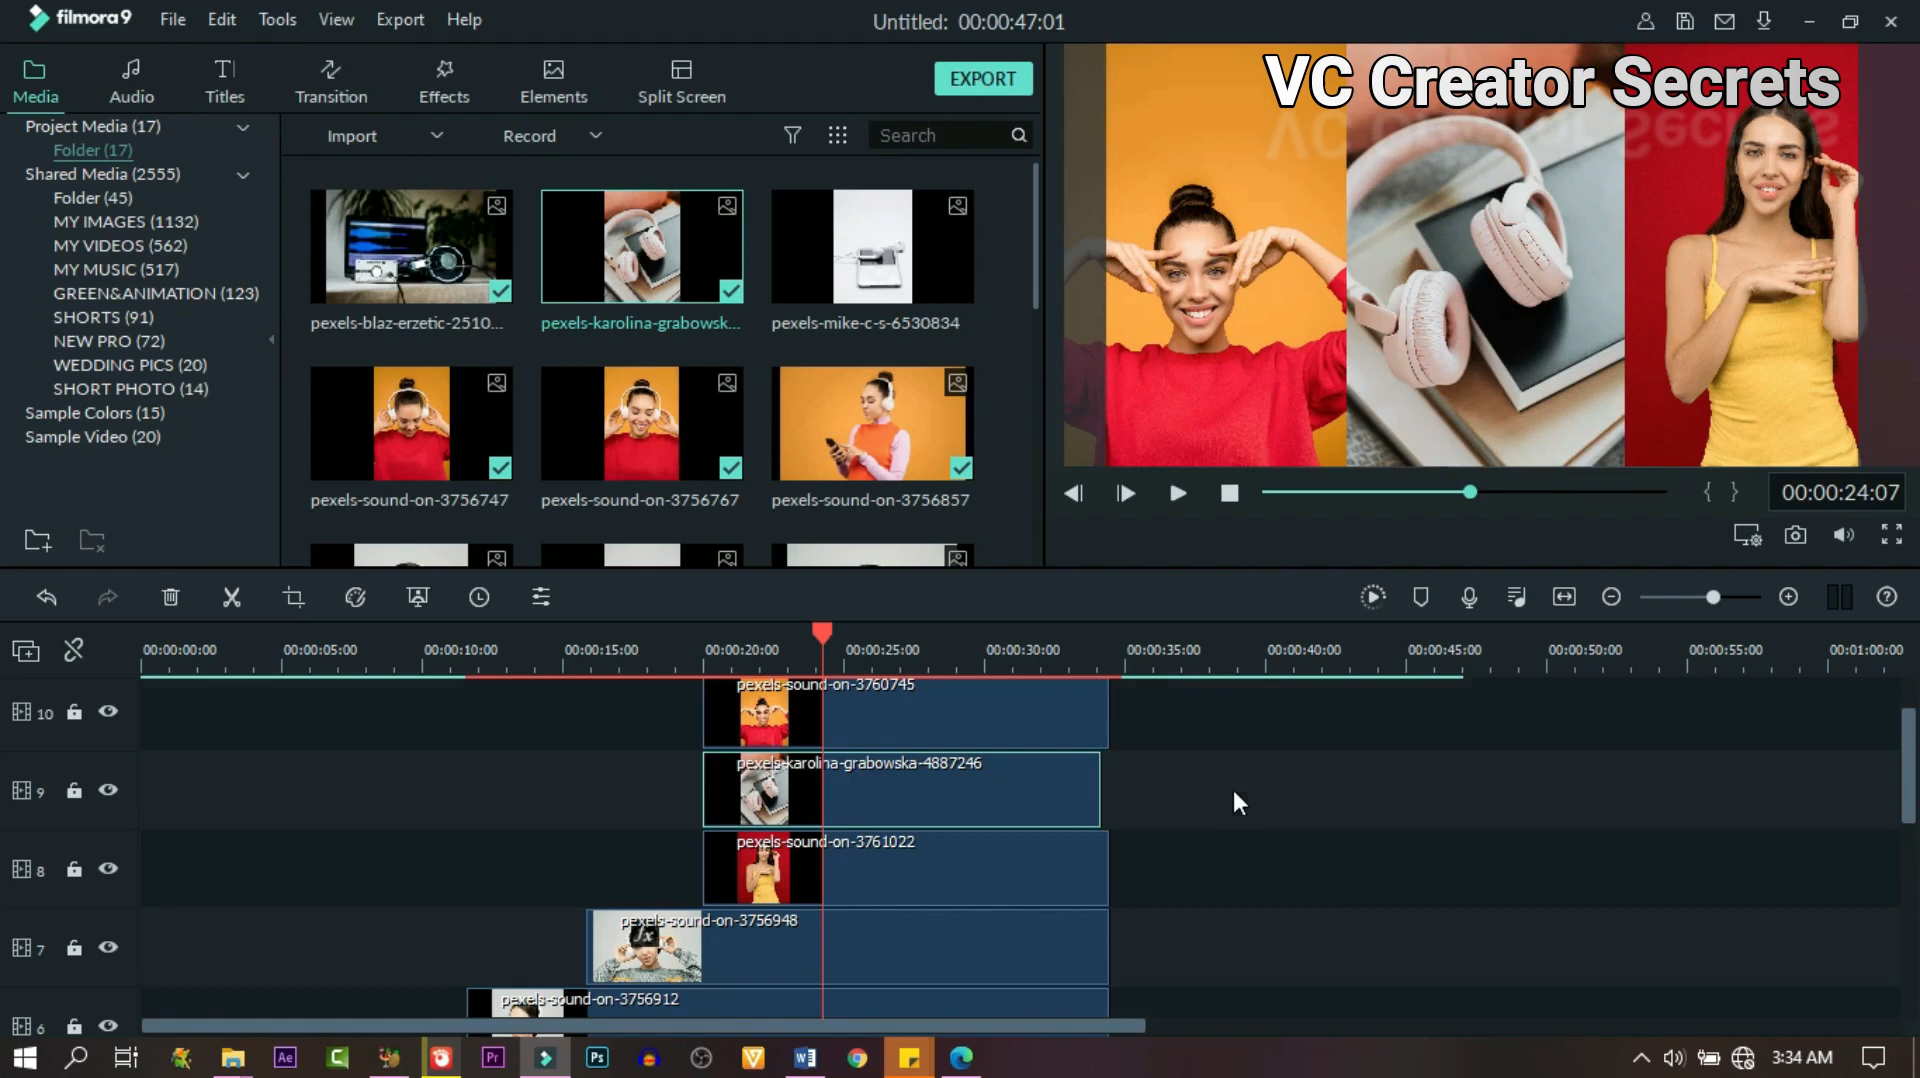 filmora9
File Edit Tools View Export Help
Untitled: 00:00:47:01
Media Audio Titles Transition Effects Elements Split Screen
EXPORT
VC Creator Secrets
Project Media (17)
Folder (17)
Shared Media (2555)
Folder (45)
MY IMAGES (1132)
MY VIDEOS (562)
MY MUSIC (517)
GREEN&ANIMATION (123)
SHORTS (91)
NEW PRO (72)
WEDDING PICS (20)
SHORT PHOTO (14)
Sample Colors (15)
Sample Video (20)
Import Record Search
pexels-blaz-erzetic-2510... pexels-karolina-grabowsk... pexels-mike-c-s-6530834
pexels-sound-on-3756747 pexels-sound-on-3756767 pexels-sound-on-3756857
{ } 00:00:24:07
00:00:00:00 00:00:05:00 00:00:10:00 00:00:15:00 00:00:20:00 00:00:25:00 00:00:30:00 00:00:35:00 00:00:40:00 00:00:45:00 00:00:50:00 00:00:55:00 00:01:00:00
10 pexels-sound-on-3760745
9 pexels-karolina-grabowska-4887246
8 pexels-sound-on-3761022
7 pexels-sound-on-3756948
fx
6 pexels-sound-on-3756912
Ae Pr Ps
3:34 AM